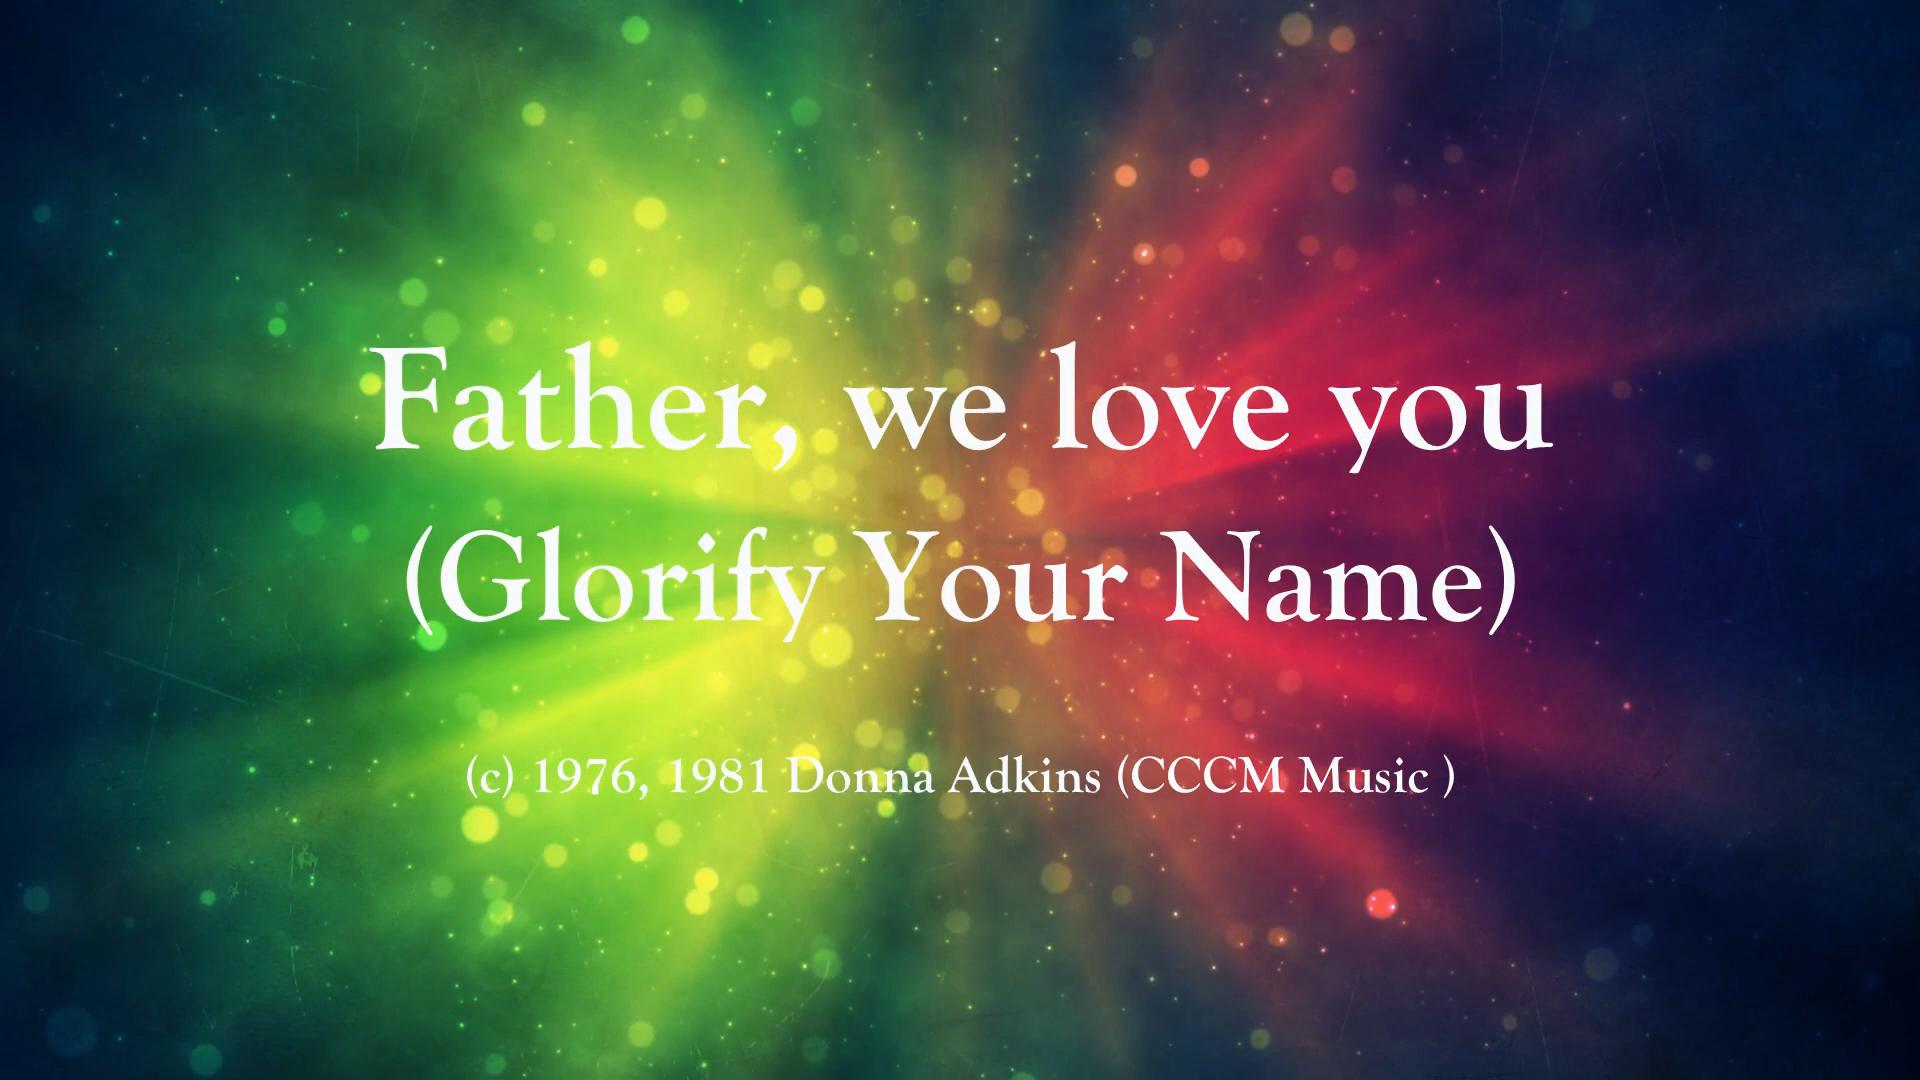 Father, we love you
(Glorify Your Name)
(c) 1976, 1981 Donna Adkins (CCCM Music )